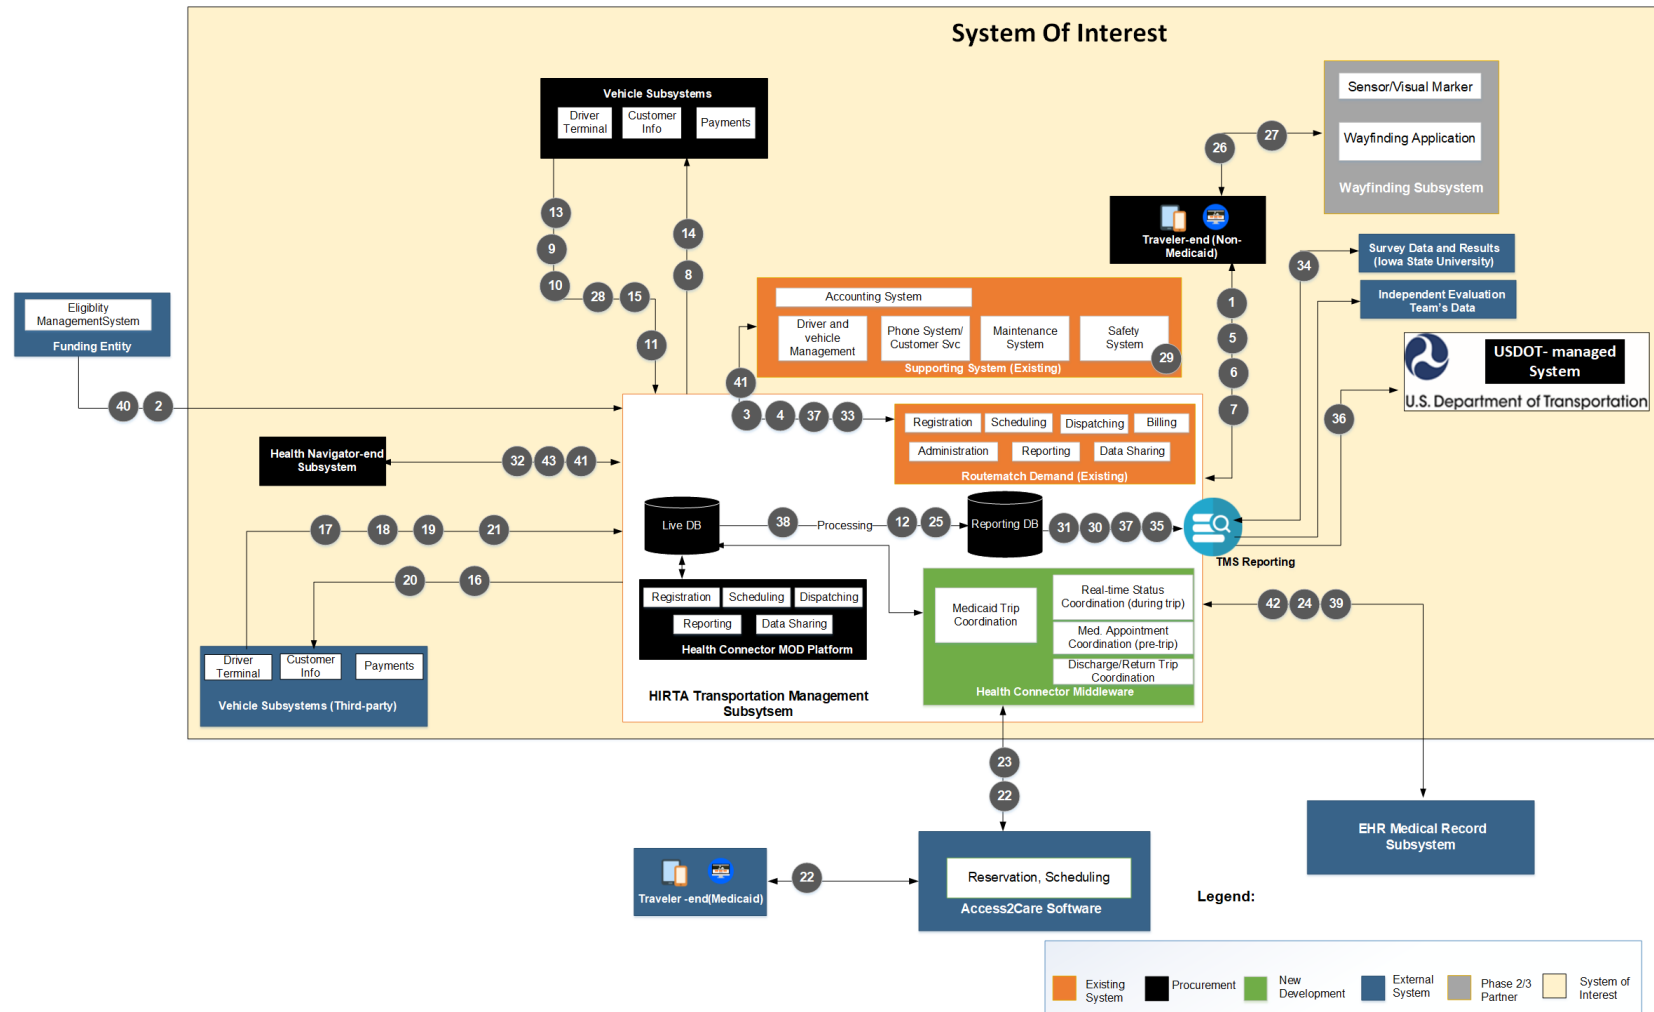 System Of Interest
Vehicle Subsystems
Driver
Terminal
Customer
Info
Payments
Sensor/Visual Marker
Wayfinding Application
Wayfinding Subsystem
27
26
Traveler-end (Non-
Medicaid)
13
9
10
28
15
11
14
8
Survey Data and Results
(Iowa State University)
34
Independent Evaluation
Team's Data
1
5
6
7
Eligiblity
ManagementSystem
Funding Entity
40
2
Accounting System
Driver and
vehicle
Management
Phone System/
Customer Svc
Maintenance
System
Safety
System
29
Supporting System (Existing)
USDOT- managed
System
U.S. Department of Transportation
36
41
3
4
37
33
Registration
Scheduling
Dispatching
Billing
Administration
Reporting
Data Sharing
Routematch Demand (Existing)
Health Navigator-end
Subsystem
32
43
41
17
18
19
21
Live DB
38
Processing
12
25
Reporting DB
31
30
37
35
TMS Reporting
20
16
Registration
Scheduling
Dispatching
Reporting
Data Sharing
Health Connector MOD Platform
Medicaid Trip
Coordination
Real-time Status
Coordination (during trip)
Med. Appointment
Coordination (pre-trip)
Discharge/Return Trip
Coordination
Health Connector Middleware
42
24
39
Driver
Terminal
Customer
Info
Payments
Vehicle Subsystems (Third-party)
HIRTA Transportation Management
Subsytsem
23
22
EHR Medical Record
Subsystem
Traveler -end(Medicaid)
22
Reservation, Scheduling
Access2Care Software
Legend:
Existing
System
Procurement
New
Development
External
System
Phase 2/3
Partner
System of
Interest